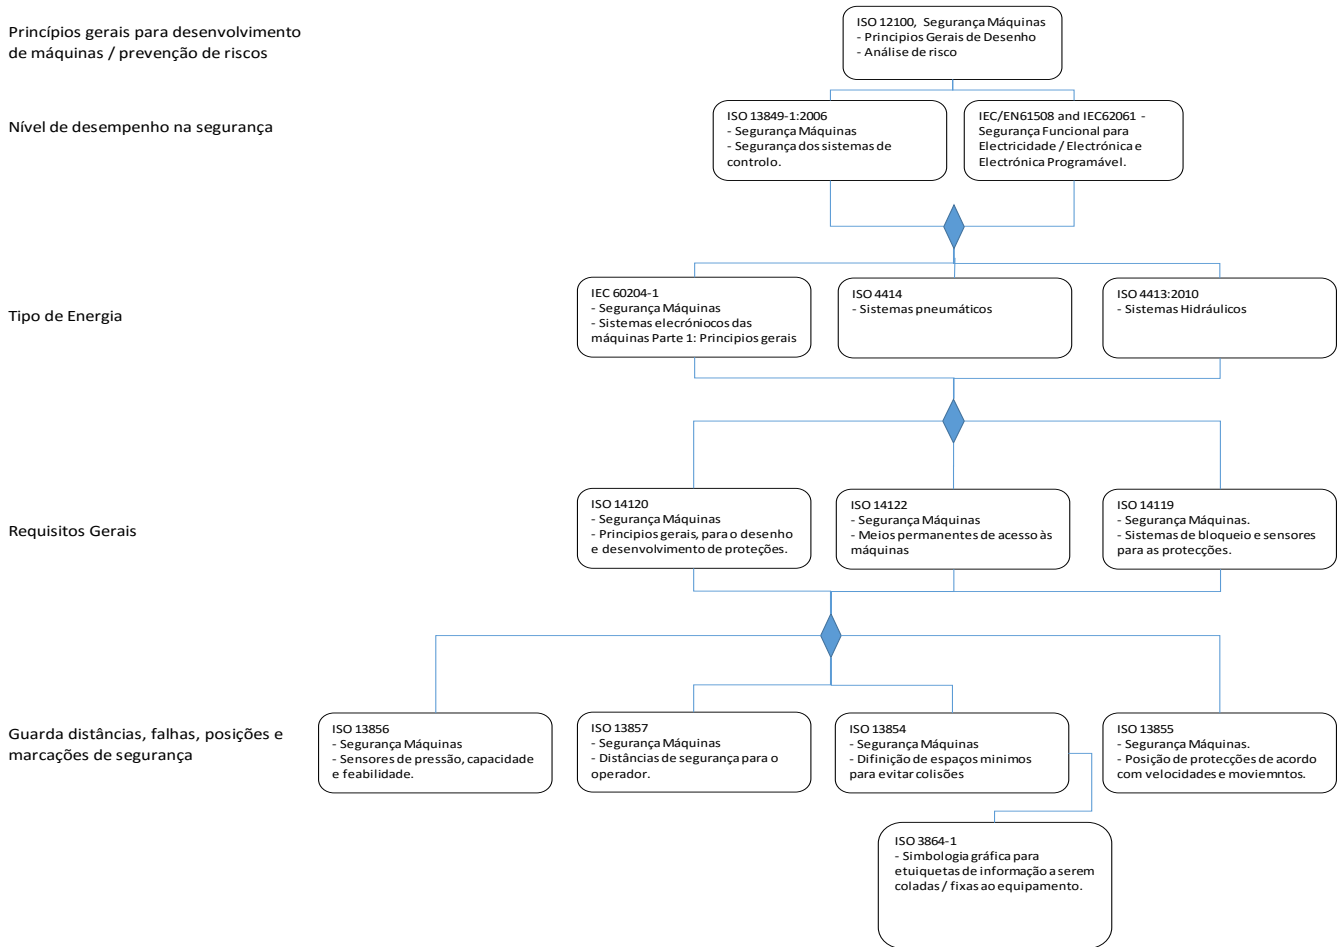 Princípios gerais para desenvolvimento
de máquinas / prevenção de riscos
ISO 12100,  Segurança Máquinas
- Principios Gerais de Desenho
- Análise de risco
Nível de desempenho na segurança
ISO 13849-1:2006
- Segurança Máquinas
- Segurança dos sistemas de
controlo.
IEC/EN61508 and IEC62061 -
Segurança Funcional para
Electricidade / Electrónica e
Electrónica Programável.
Tipo de Energia
IEC 60204-1
- Segurança Máquinas
- Sistemas elecróniocos das
máquinas Parte 1: Principios gerais
ISO 4414
- Sistemas pneumáticos
ISO 4413:2010
- Sistemas Hidráulicos
Requisitos Gerais
ISO 14120
- Segurança Máquinas
- Principios gerais, para o desenho
e desenvolvimento de proteções.
ISO 14122
- Segurança Máquinas
- Meios permanentes de acesso às
máquinas
ISO 14119
- Segurança Máquinas.
- Sistemas de bloqueio e sensores
para as protecções.
Guarda distâncias, falhas, posições e
marcações de segurança
ISO 13856
- Segurança Máquinas
- Sensores de pressão, capacidade
e feabilidade.
ISO 13857
- Segurança Máquinas
- Distâncias de segurança para o
operador.
ISO 13854
- Segurança Máquinas
- Difinição de espaços minimos
para evitar colisões
ISO 13855
- Segurança Máquinas.
- Posição de protecções de acordo
com velocidades e moviemntos.
ISO 3864-1
- Simbologia gráfica para
etuiquetas de informação a serem
coladas / fixas ao equipamento.